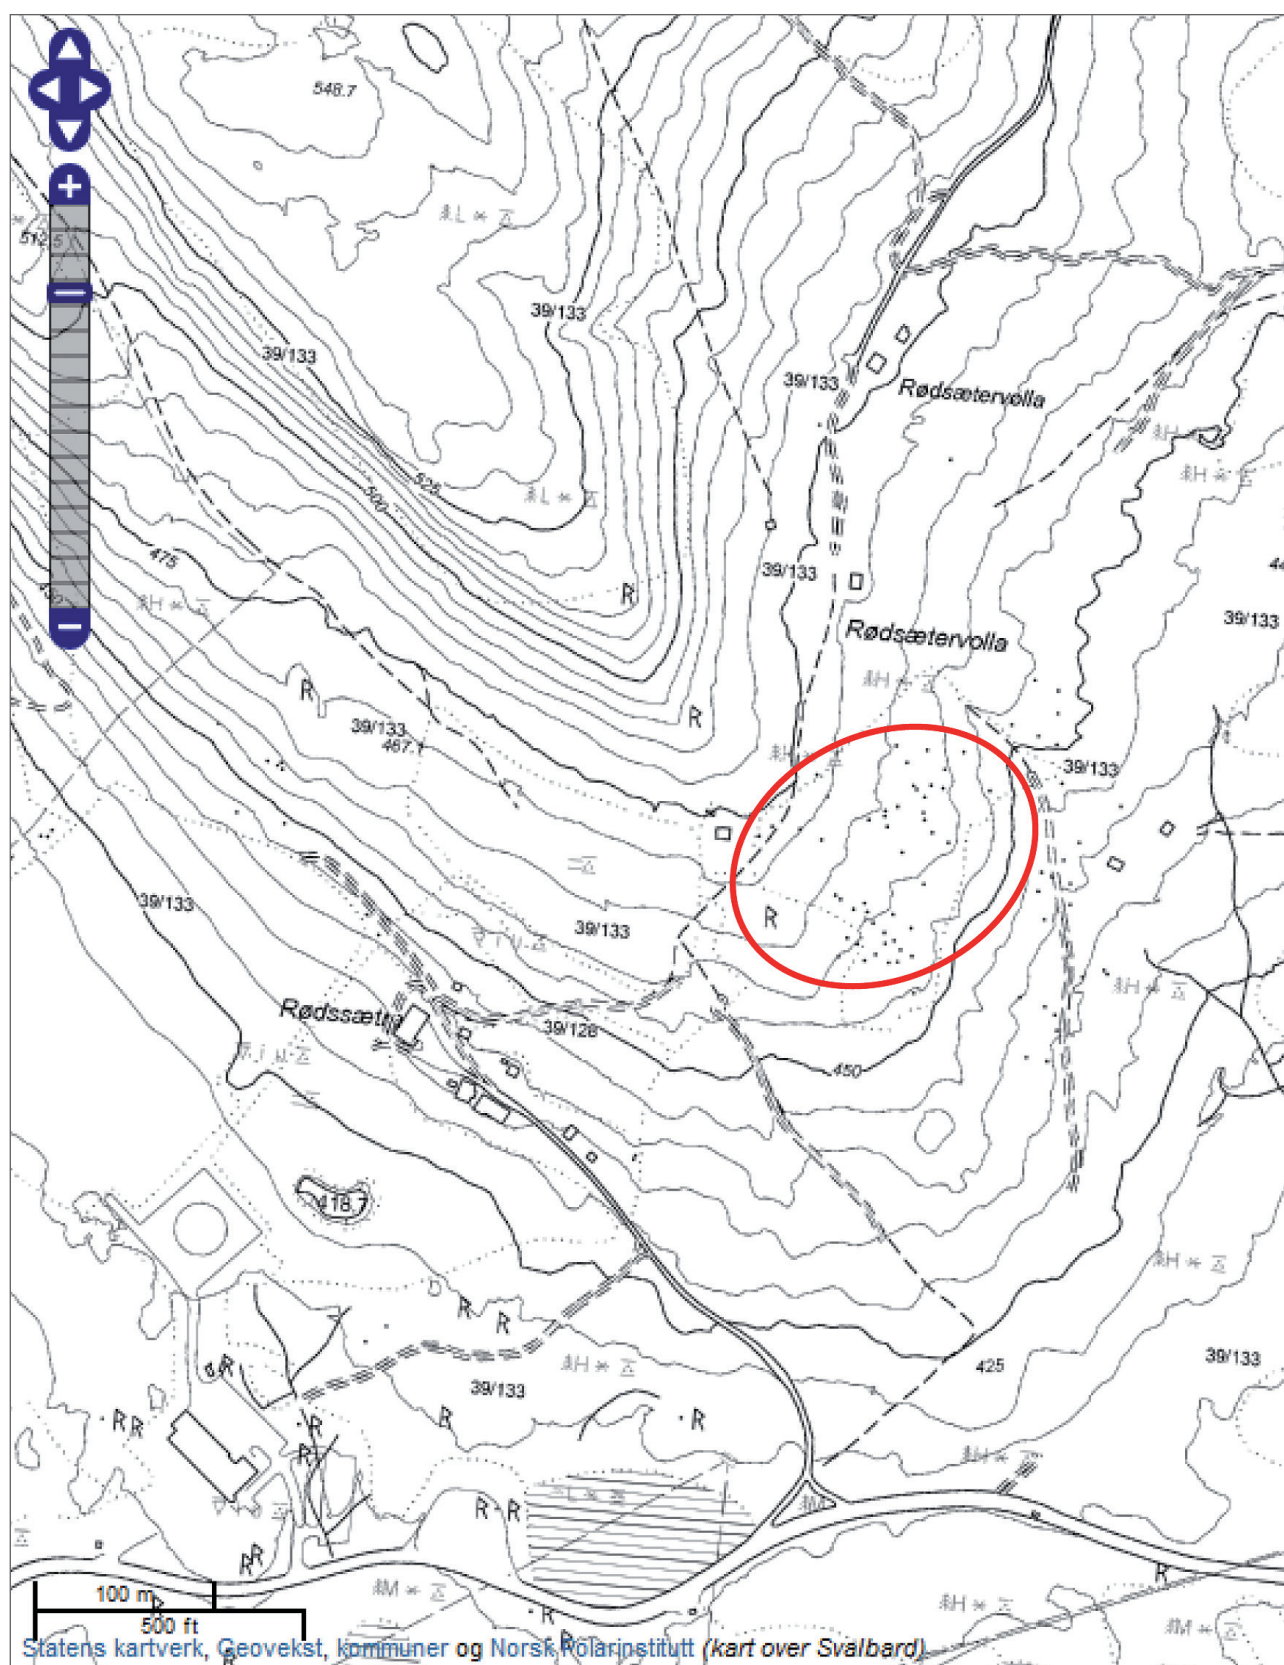 548.7
L
512.5
39/133
39/133
39/133
Rødsætervolla
H
525
L
H
500
475
39/133
H
R
39/133
Rødsætervolla
H
R
R
39/133
467.1
H
39/133
39/133
R
39/133
H
Rødssætr
39/128
450
418.7
H
R
R
R
H
425
39/133
39/133
R R
R
R
R
R
H
L
M
R R
R R
R
100 m
M
R
H
M
500 ft
R
Statens kartverk, Geovekst, kommuner og Norsk Polarinstitutt (kart over Svalbard)